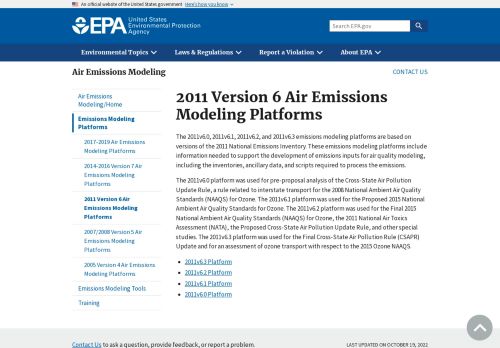 An official website of the United States government Here's how you know
EPA United States
Environmental Protection
Agency
Search EPA.gov
Environmental Topics
Laws & Regulations
Report a Violation
About EPA
Air Emissions Modeling
CONTACT US
Air Emissions
Modeling/Home
Emissions Modeling
Platforms
2017-2019 Air Emissions
Modeling Platforms
2014-2016 Version 7 Air
Emissions Modeling
Platforms
2011 Version 6 Air
Emissions Modeling
Platforms
2007/2008 Version 5 Air
Emissions Modeling
Platforms
2005 Version 4 Air Emissions
Modeling Platforms
Emissions Modeling Tools
Training
2011 Version 6 Air Emissions
Modeling Platforms
The 2011v6.0, 2011v6.1, 2011v6.2, and 2011v6.3 emissions modeling platforms are based on
versions of the 2011 National Emissions Inventory. These emissions modeling platforms include
information needed to support the development of emissions inputs for air quality modeling,
including the inventories, ancillary data, and scripts required to process the emissions.
The 2011v6.0 platform was used for pre-proposal analysis of the Cross-State Air Pollution
Update Rule, a rule related to interstate transport for the 2008 National Ambient Air Quality
Standards (NAAQS) for Ozone. The 2011v6.1 platform was used for the Proposed 2015 National
Ambient Air Quality Standards for Ozone. The 2011v6.2 platform was used for the Final 2015
National Ambient Air Quality Standards (NAAQS) for Ozone, the 2011 National Air Toxics
Assessment (NATA), the Proposed Cross-State Air Pollution Update Rule, and other special
studies. The 2011v6.3 platform was used for the Final Cross-State Air Pollution Rule (CSAPR)
Update and for an assessment of ozone transport with respect to the 2015 Ozone NAAQS
2011v6.3 Platform
2011v6.2 Platform
2011v6.1 Platform
2011v6.0 Platform
Contact Us to ask a question, provide feedback, or report a problem.
LAST UPDATED ON OCTOBER 19, 2022